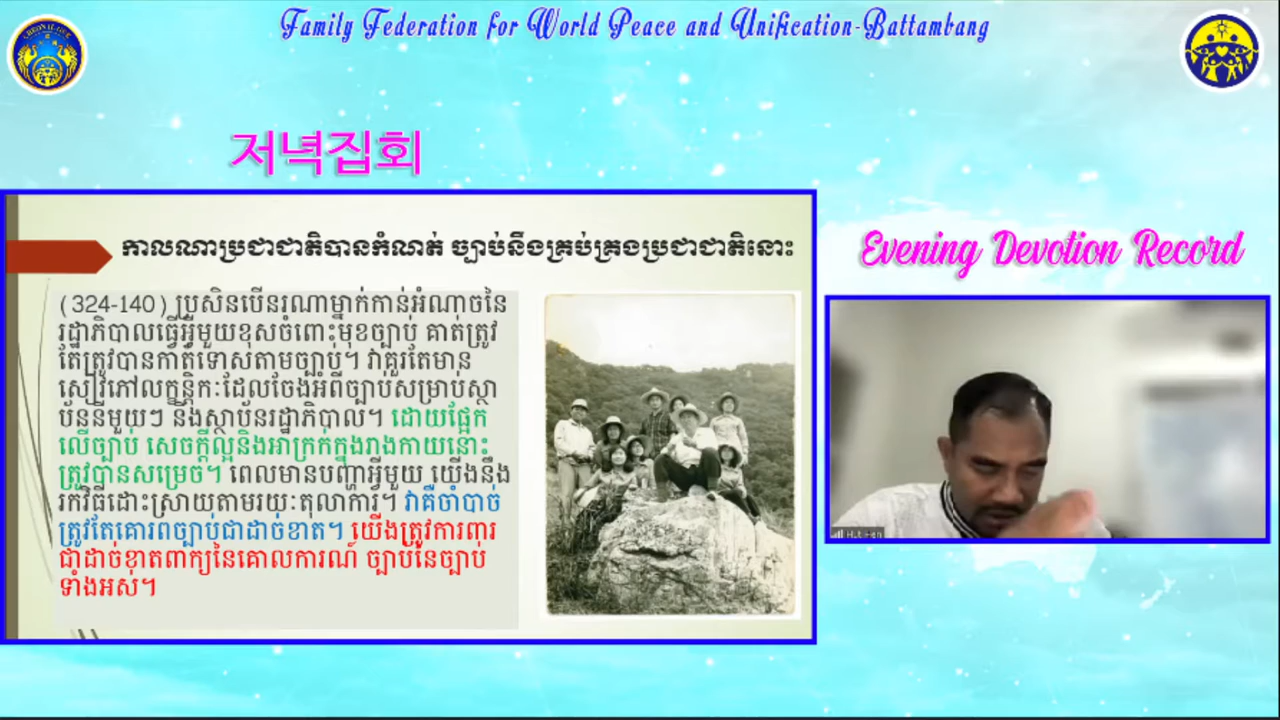 Family Federation for World Peace and Unification-Battambang
저녁집회
កាលណាប្រជាជាតិបានកំណត់ ច្បាប់នឹងគ្រប់គ្រងប្រជាជាតិនោះ
Evening Devotion Record
(324-140) ប្រសិនបើនរណាម្នាក់កាន់អំណាចនៃ
រដ្ឋាភិបាលធ្វើអ្វីមួយខុសចំពោះមុខច្បាប់ គាត់ត្រូវ
តែត្រូវបានកាត់ទោសតាមច្បាប់។ វាគួរតែមាន
សៀវភៅលក្ខន្តិកៈដែលចែងអំពីច្បាប់សម្រាប់ស្ថា
ប័ននីមួយៗ នឹងស្ថាប័នរដ្ឋាភិបាល។ ដោយផ្អែក
លើច្បាប់ សេចក្តីល្អនិងអាក្រក់ក្នុងរាងកាយនោះ
ត្រូវបានសម្រេច។ ពេលមានបញ្ហាអ្វីមួយ យើងនឹង
រកវិធីដោះស្រាយតាមរយៈតុលាការ។ វាគឺចាំបាច់
ត្រូវតែគោរពច្បាប់ជាដាច់ខាត។ យើងត្រូវការពារ
ជាដាច់ខាតពាក្យនៃគោលការណ៍ ច្បាប់នៃច្បាប់
ទាំងអស់។